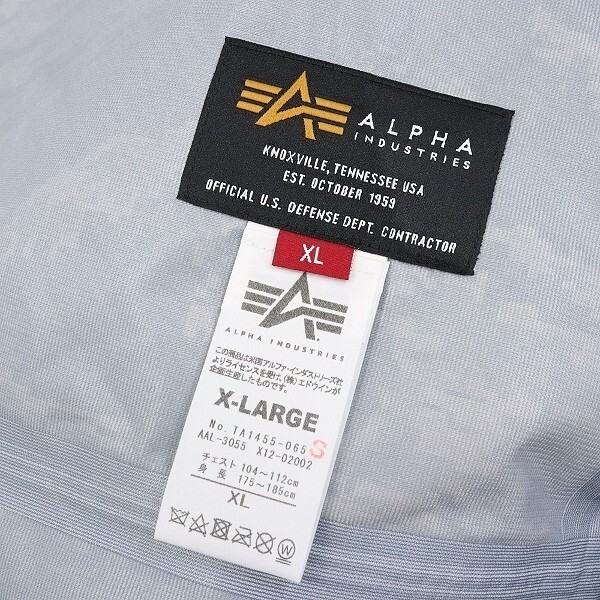 ALPHA
INDUSTRIES
KNOXVILLE, TENNESSEE USA
EST. OCTOBER 1959
OFFICIAL U.S. DEFENSE DEPT. CONTRACTOR
XL
ALPHA INDUSTRIES
この商品は米国アルファ・インダストリーズ社
よりライセンスを受け、(株)エドウインが
企画生産したものです。
X-LARGE
No. TA1455-065 S
AAL-3055 X12-02002
チェスト 104〜112cm
身 長 175〜185cm
XL
W